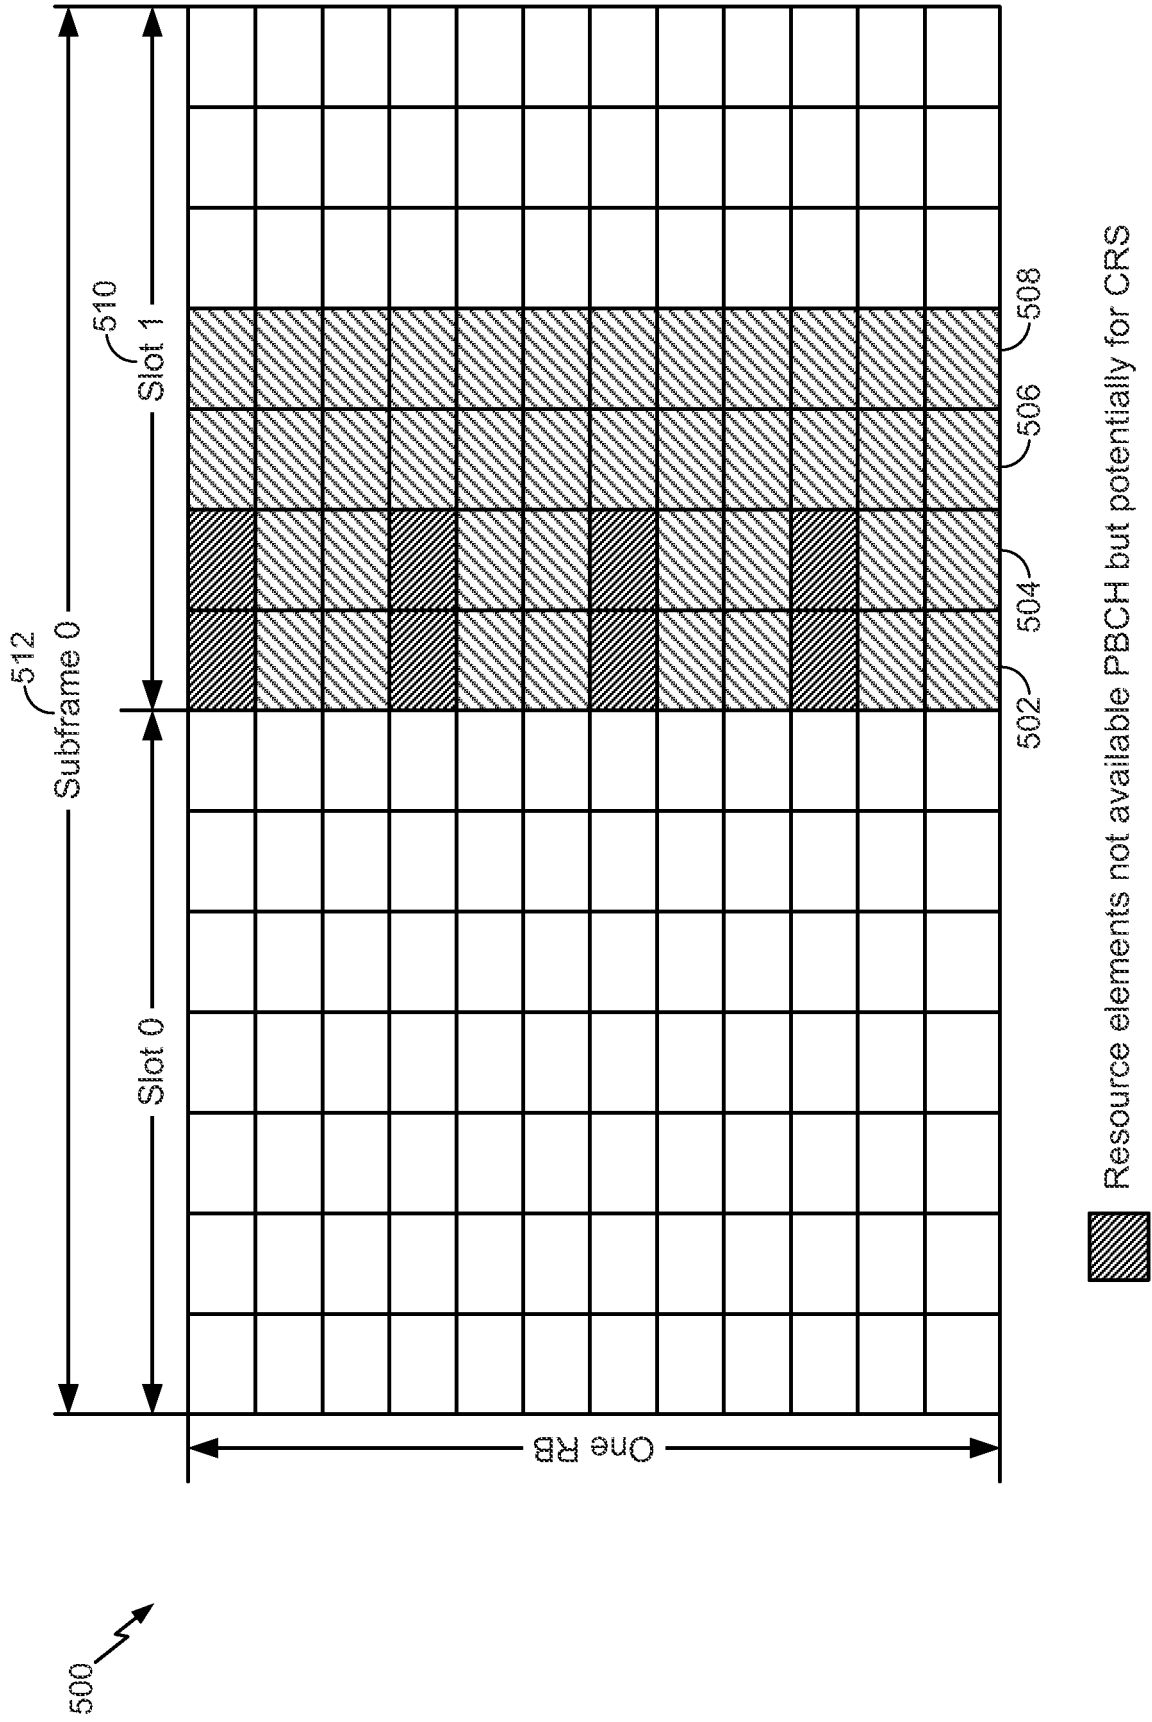 500
512
Subframe 0
510
Slot 0
Slot 1
One RB
502
504
506
508
Resource elements not available PBCH but potentially for CRS